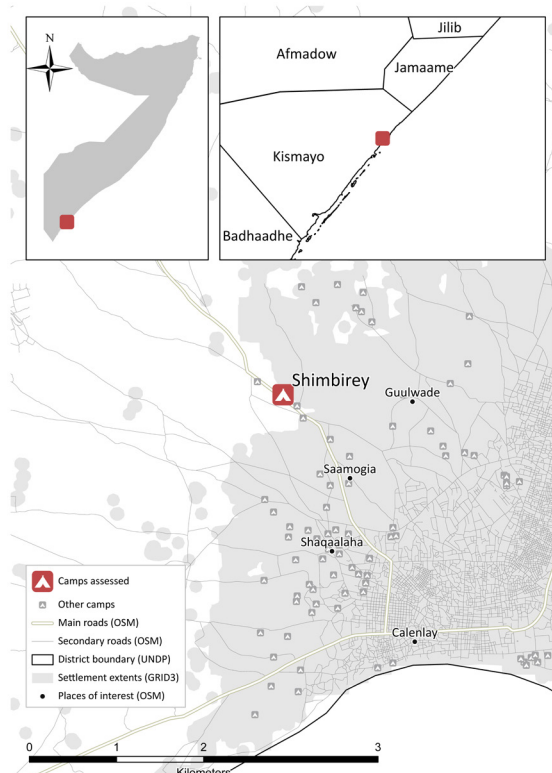 N
Jilib
Afmadow
Jamaame
Kismayo
Badhaadhe
Shimbirey
Guulwade
Saamogia
Shaqaalaha
Calenlay
Camps assessed
Other camps
Main roads (OSM)
Secondary roads (OSM)
District boundary (UNDP)
Settlement extents (GRID3)
Places of interest (OSM)
0 1 2 3
Kilometers